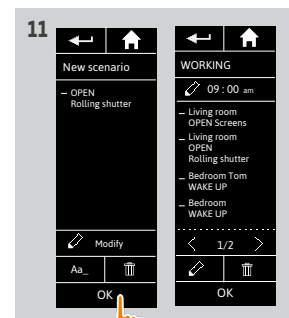 11
New scenario
– OPEN
Rolling shutter
Modify
Aa_
OK
WORKING
09 : 00 am
– Living room
OPEN Screens
– Living room
OPEN
Rolling shutter
– Bedroom Tom
WAKE UP
– Bedroom
WAKE UP
< 1/2 >
OK